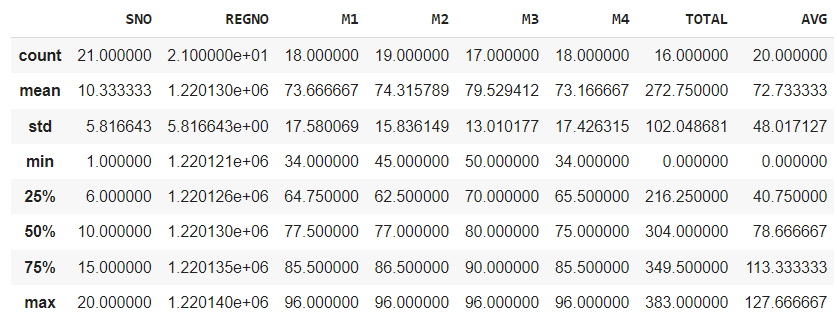 SNO REGNO M1 M2 M3 M4 TOTAL AVG
count 21.000000 2.100000e+01 18.000000 19.000000 17.000000 18.000000 16.000000 20.000000
mean 10.333333 1.220130e+06 73.666667 74.315789 79.529412 73.166667 272.750000 72.733333
std 5.816643 5.816643e+00 17.580069 15.836149 13.010177 17.426315 102.048681 48.017127
min 1.000000 1.220121e+06 34.000000 45.000000 50.000000 34.000000 0.000000 0.000000
25% 6.000000 1.220126e+06 64.750000 62.500000 70.000000 65.500000 216.250000 40.750000
50% 10.000000 1.220130e+06 77.500000 77.000000 80.000000 75.000000 304.000000 78.666667
75% 15.000000 1.220135e+06 85.500000 86.500000 90.000000 85.500000 349.500000 113.333333
max 20.000000 1.220140e+06 96.000000 96.000000 96.000000 96.000000 383.000000 127.666667